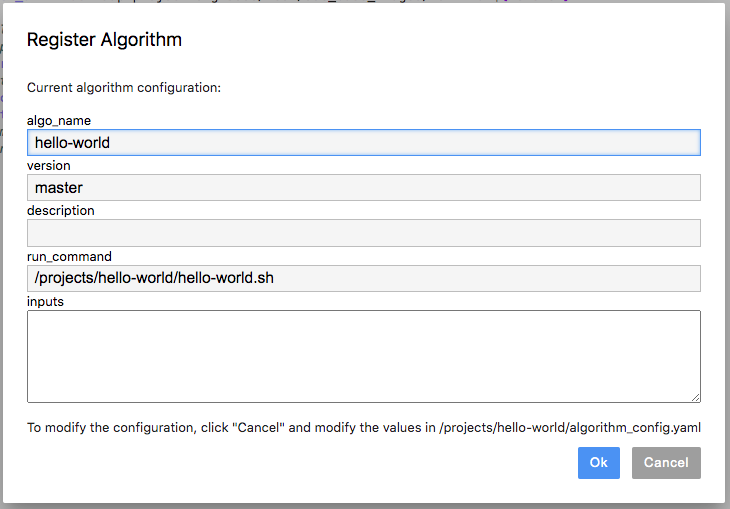 Register Algorithm
Current algorithm configuration:
algo_name
hello-world
version
master
description
run_command
/projects/hello-world/hello-world.sh
inputs
To modify the configuration, click "Cancel" and modify the values in /projects/hello-world/algorithm_config.yaml
Ok
Cancel